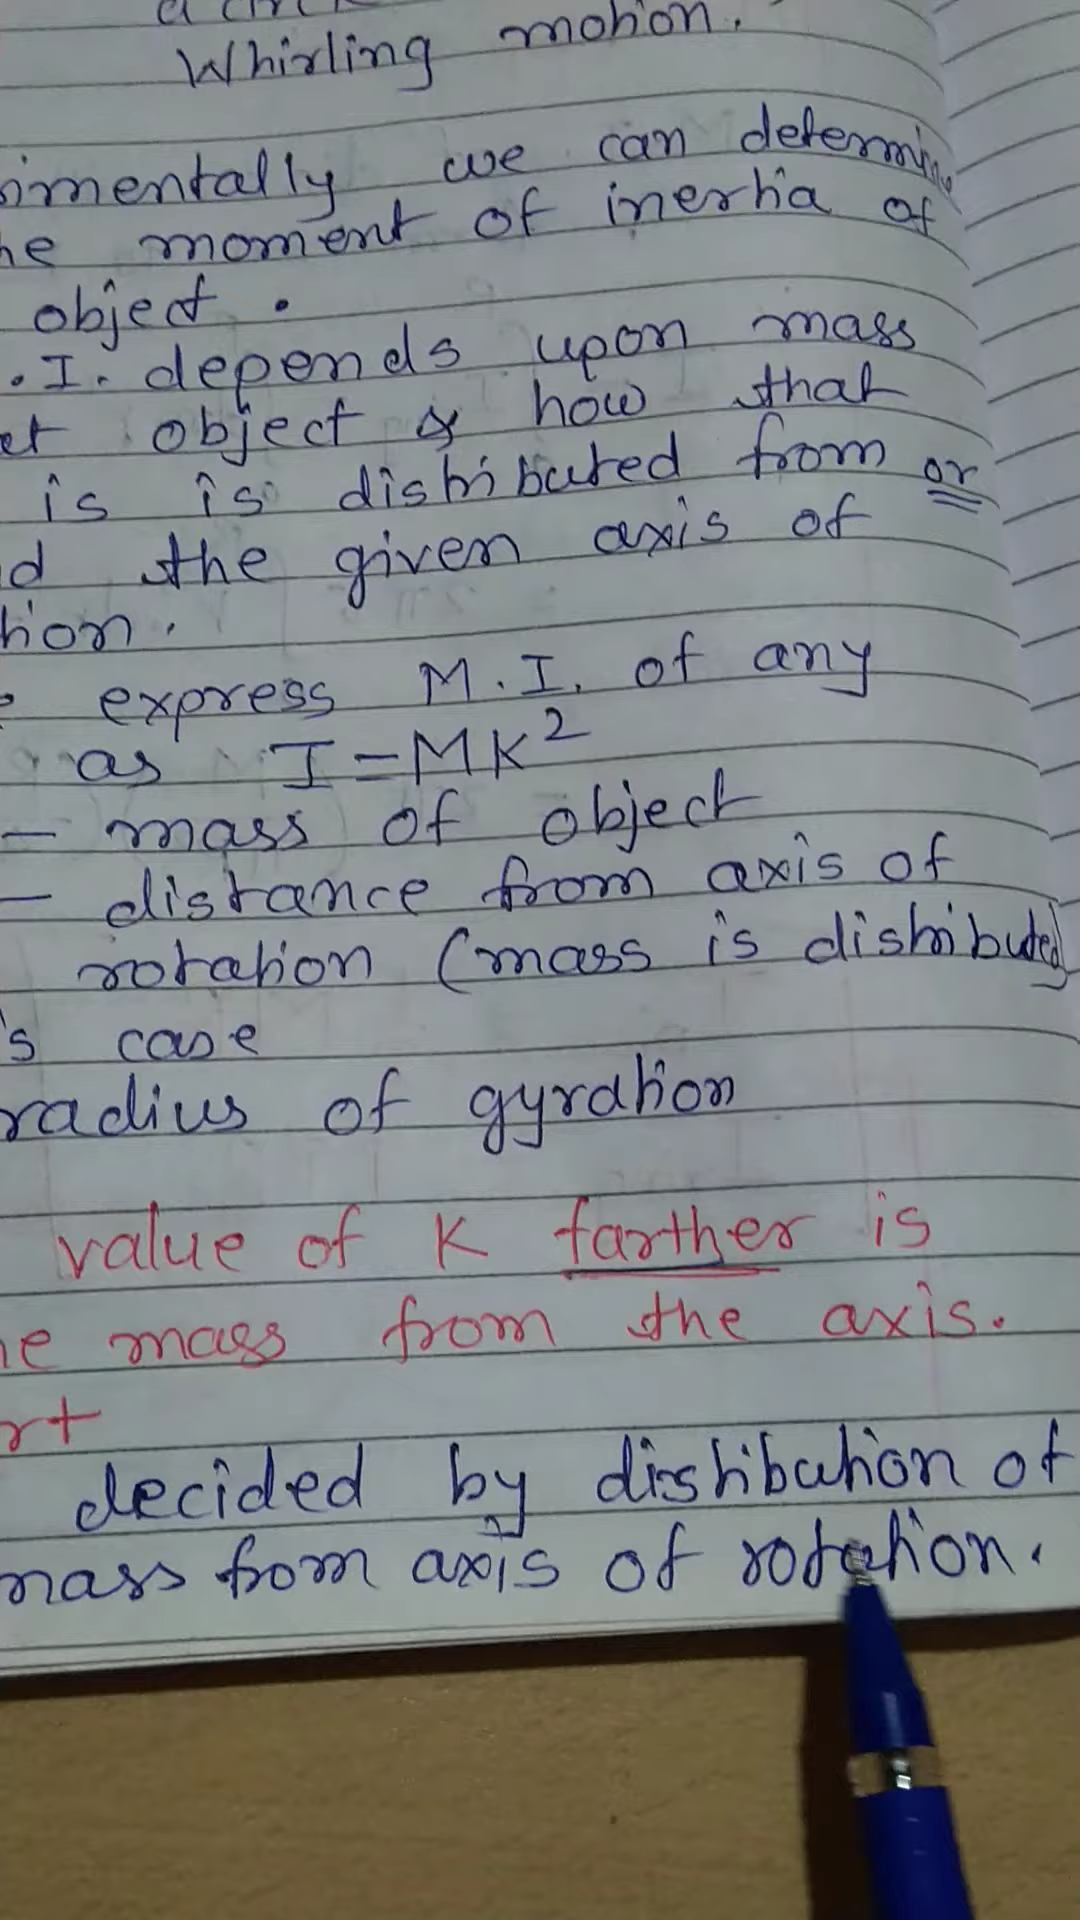 Whirling motion.
imentally we can determine
he moment of inertia of
object.
.I. depends upon mass
object & how that
is is distributed from or
d the given axis of
tion.
express M.I. of any
as I=MK²
– mass of object
– distance from axis of
rotation (mass is distributed)
's case
radius of gyration
value of K farther is
he mass from the axis.
rt
decided by distibution of
mass from axis of rotation.